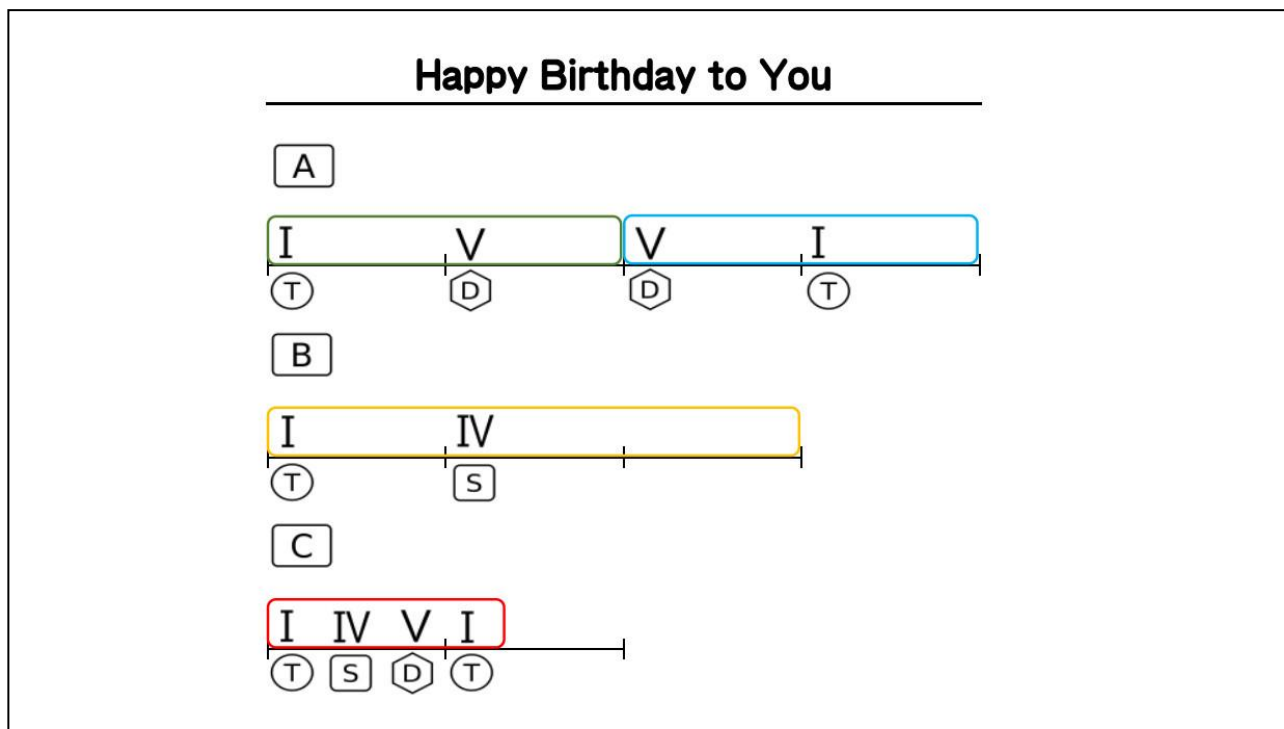 Happy Birthday to You
A
I V V I
T D D T
B
I IV
T S
C
I IV V I
T S D T